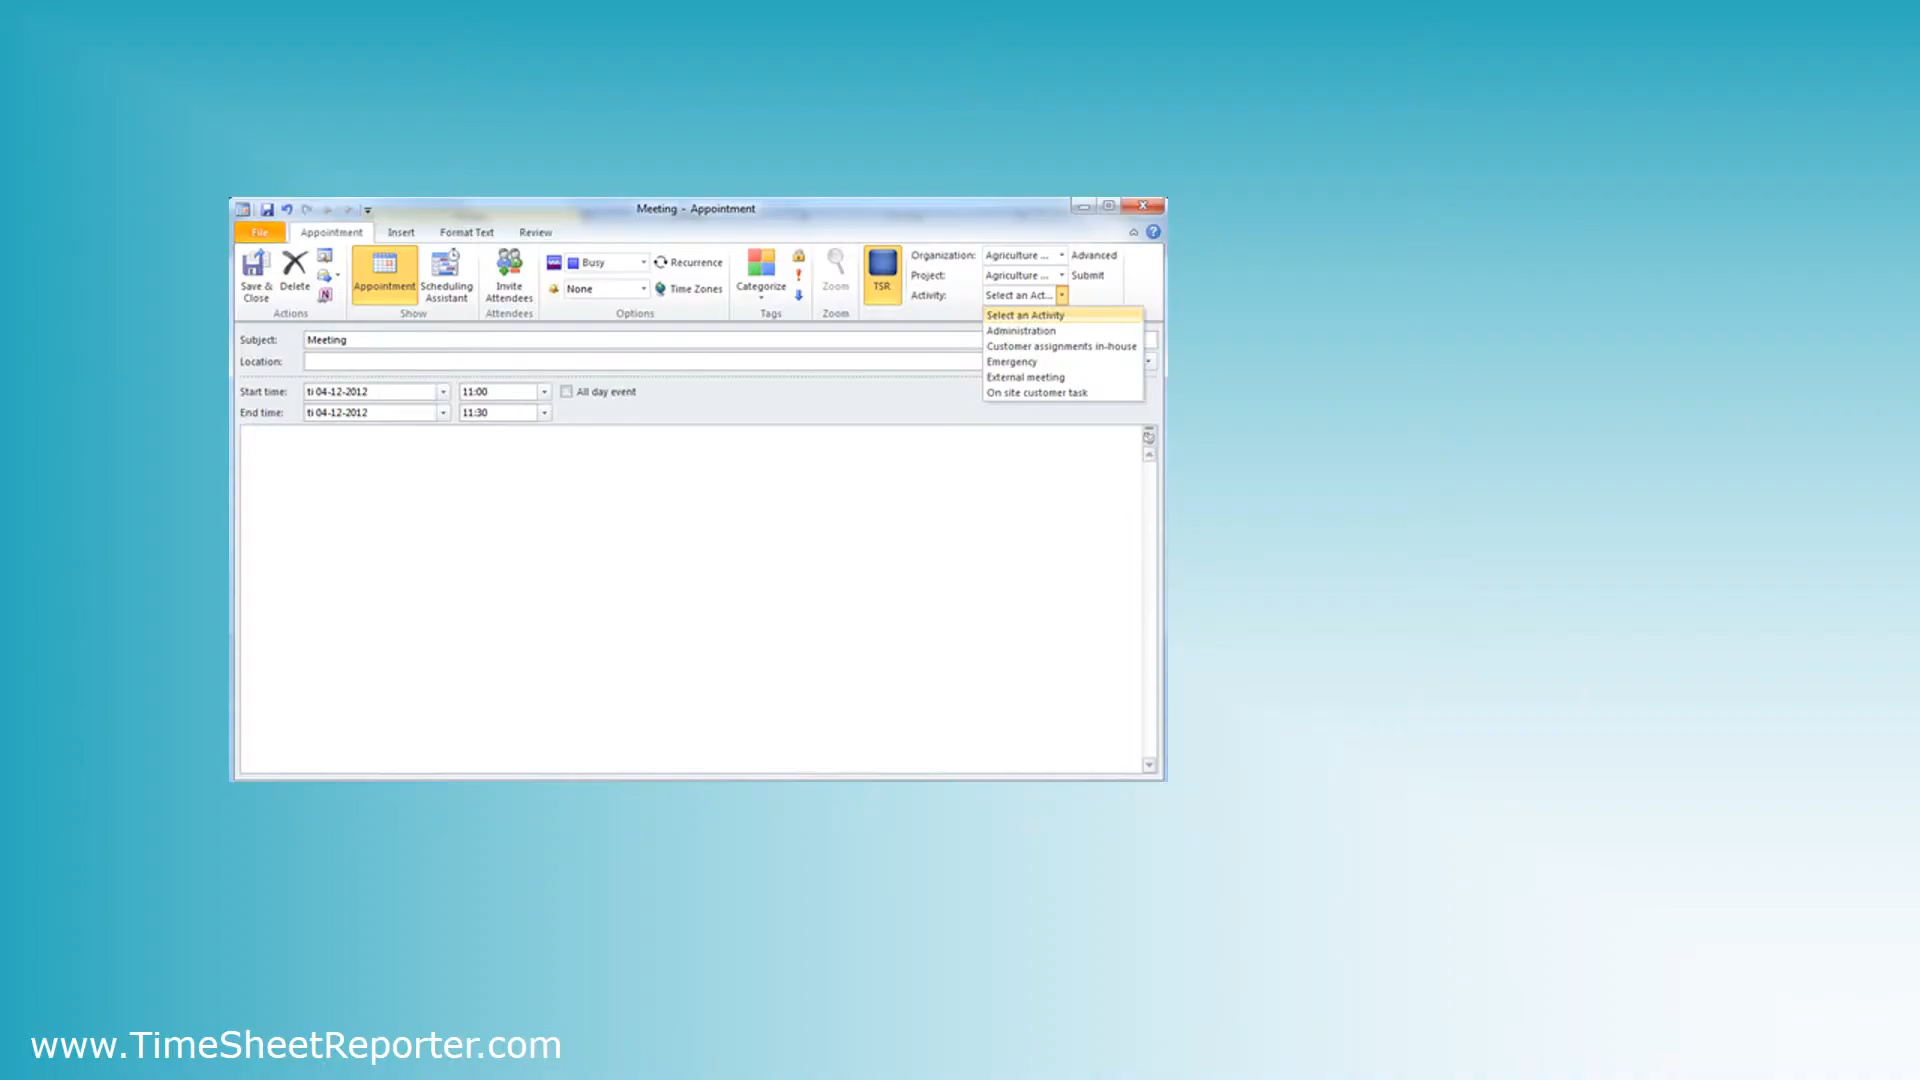 Meeting - Appointment
File Appointment Insert Format Text Review
Save & Close Delete Appointment Scheduling Assistant Invite Attendees Busy Recurrence None Time Zones Categorize Zoom TSR
Organization: Agriculture ... Advanced
Project: Agriculture ... Submit
Activity: Select an Act...
Actions Show Attendees Options Tags Zoom
Select an Activity
Administration
Customer assignments in-house
Emergency
External meeting
On site customer task
Subject: Meeting
Location:
Start time: ti 04-12-2012 11:00 All day event
End time: ti 04-12-2012 11:30
www.TimeSheetReporter.com